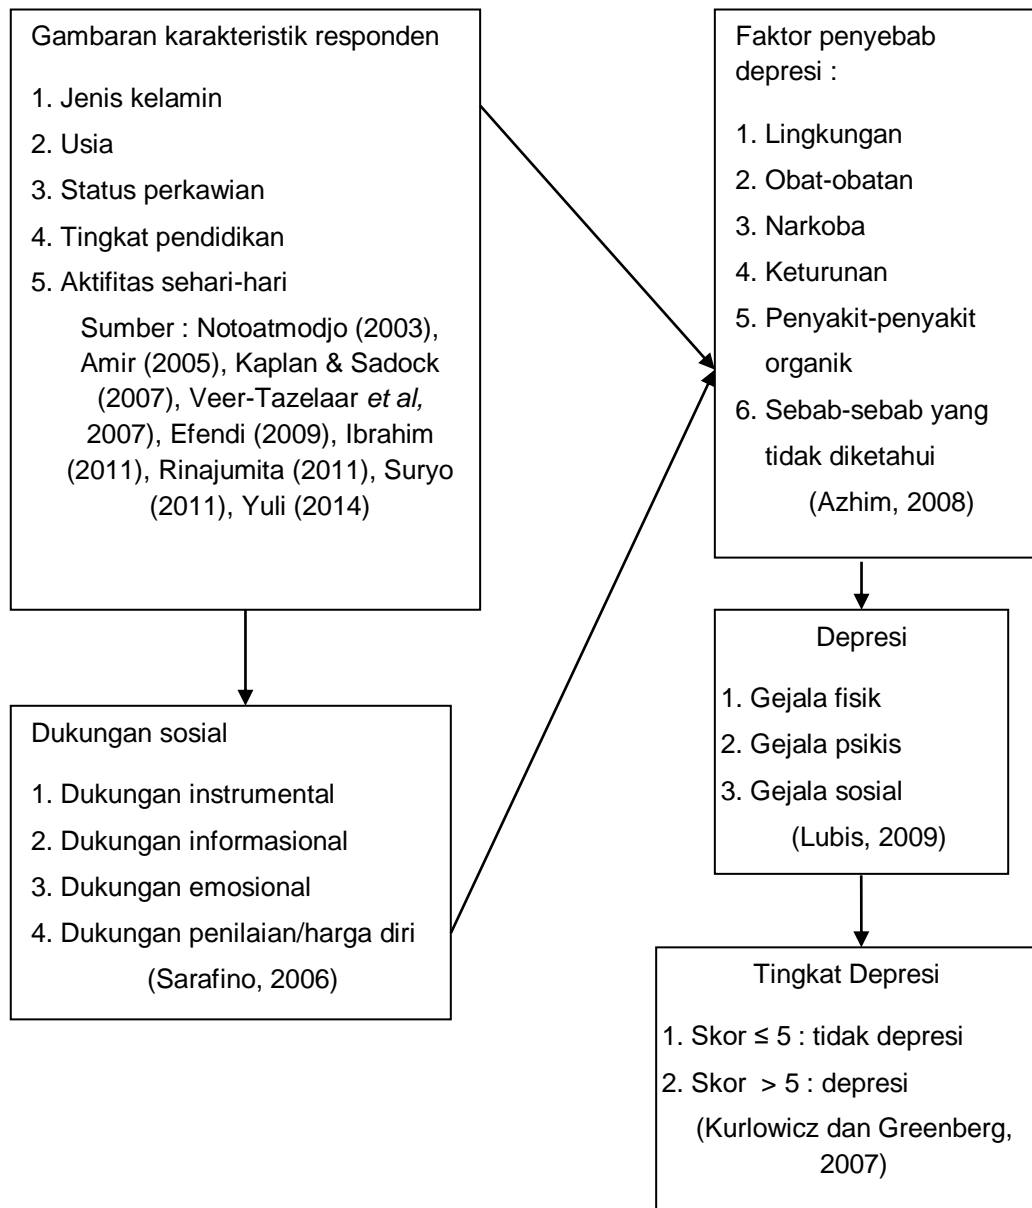 Gambaran karakteristik responden
1. Jenis kelamin
2. Usia
3. Status perkawian
4. Tingkat pendidikan
5. Aktifitas sehari-hari
Sumber : Notoatmodjo (2003),
Amir (2005), Kaplan & Sadock
(2007), Veer-Tazelaar et al,
2007), Efendi (2009), Ibrahim
(2011), Rinajumita (2011), Suryo
(2011), Yuli (2014)
Dukungan sosial
1. Dukungan instrumental
2. Dukungan informasional
3. Dukungan emosional
4. Dukungan penilaian/harga diri
(Sarafino, 2006)
Faktor penyebab
depresi :
1. Lingkungan
2. Obat-obatan
3. Narkoba
4. Keturunan
5. Penyakit-penyakit
organik
6. Sebab-sebab yang
tidak diketahui
(Azhim, 2008)
Depresi
1. Gejala fisik
2. Gejala psikis
3. Gejala sosial
(Lubis, 2009)
Tingkat Depresi
1. Skor ≤ 5 : tidak depresi
2. Skor > 5 : depresi
(Kurlowicz dan Greenberg,
2007)